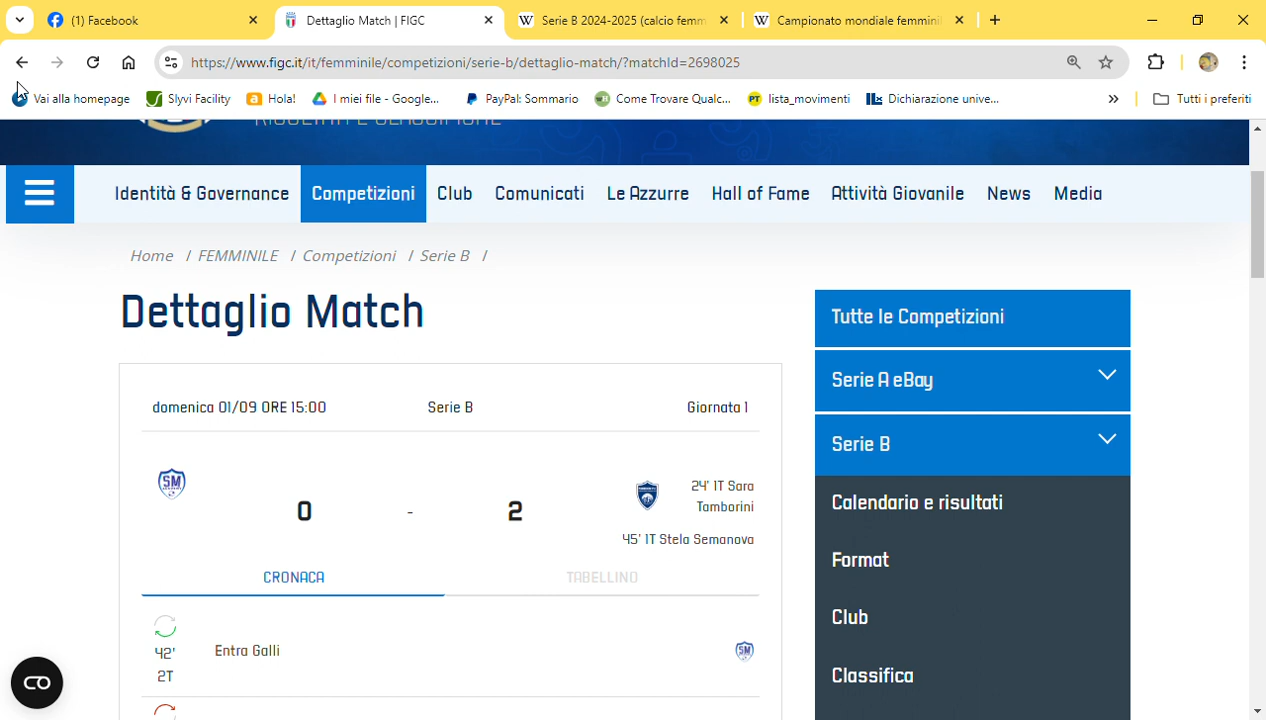 (1) Facebook
Dettaglio Match | FIGC
Serie B 2024-2025 (calcio femm
Campionato mondiale femminil
https://www.figc.it/it/femminile/competizioni/serie-b/dettaglio-match/?matchId=2698025
Vai alla homepage
Slyvi Facility
Hola!
I miei file - Google...
PayPal: Sommario
Come Trovare Qualc...
lista_movimenti
Dichiarazione unive...
Tutti i preferiti
Identità & Governance
Competizioni
Club
Comunicati
Le Azzurre
Hall of Fame
Attività Giovanile
News
Media
Home / FEMMINILE / Competizioni / Serie B /
Dettaglio Match
domenica 01/09 ORE 15:00
Serie B
Giornata 1
SM
0 - 2
24' 1T Sara
Tamborini
45' 1T Stela Semanova
CRONACA
TABELLINO
42'
2T
Entra Galli
SM
Tutte le Competizioni
Serie A eBay
Serie B
Calendario e risultati
Format
Club
Classifica